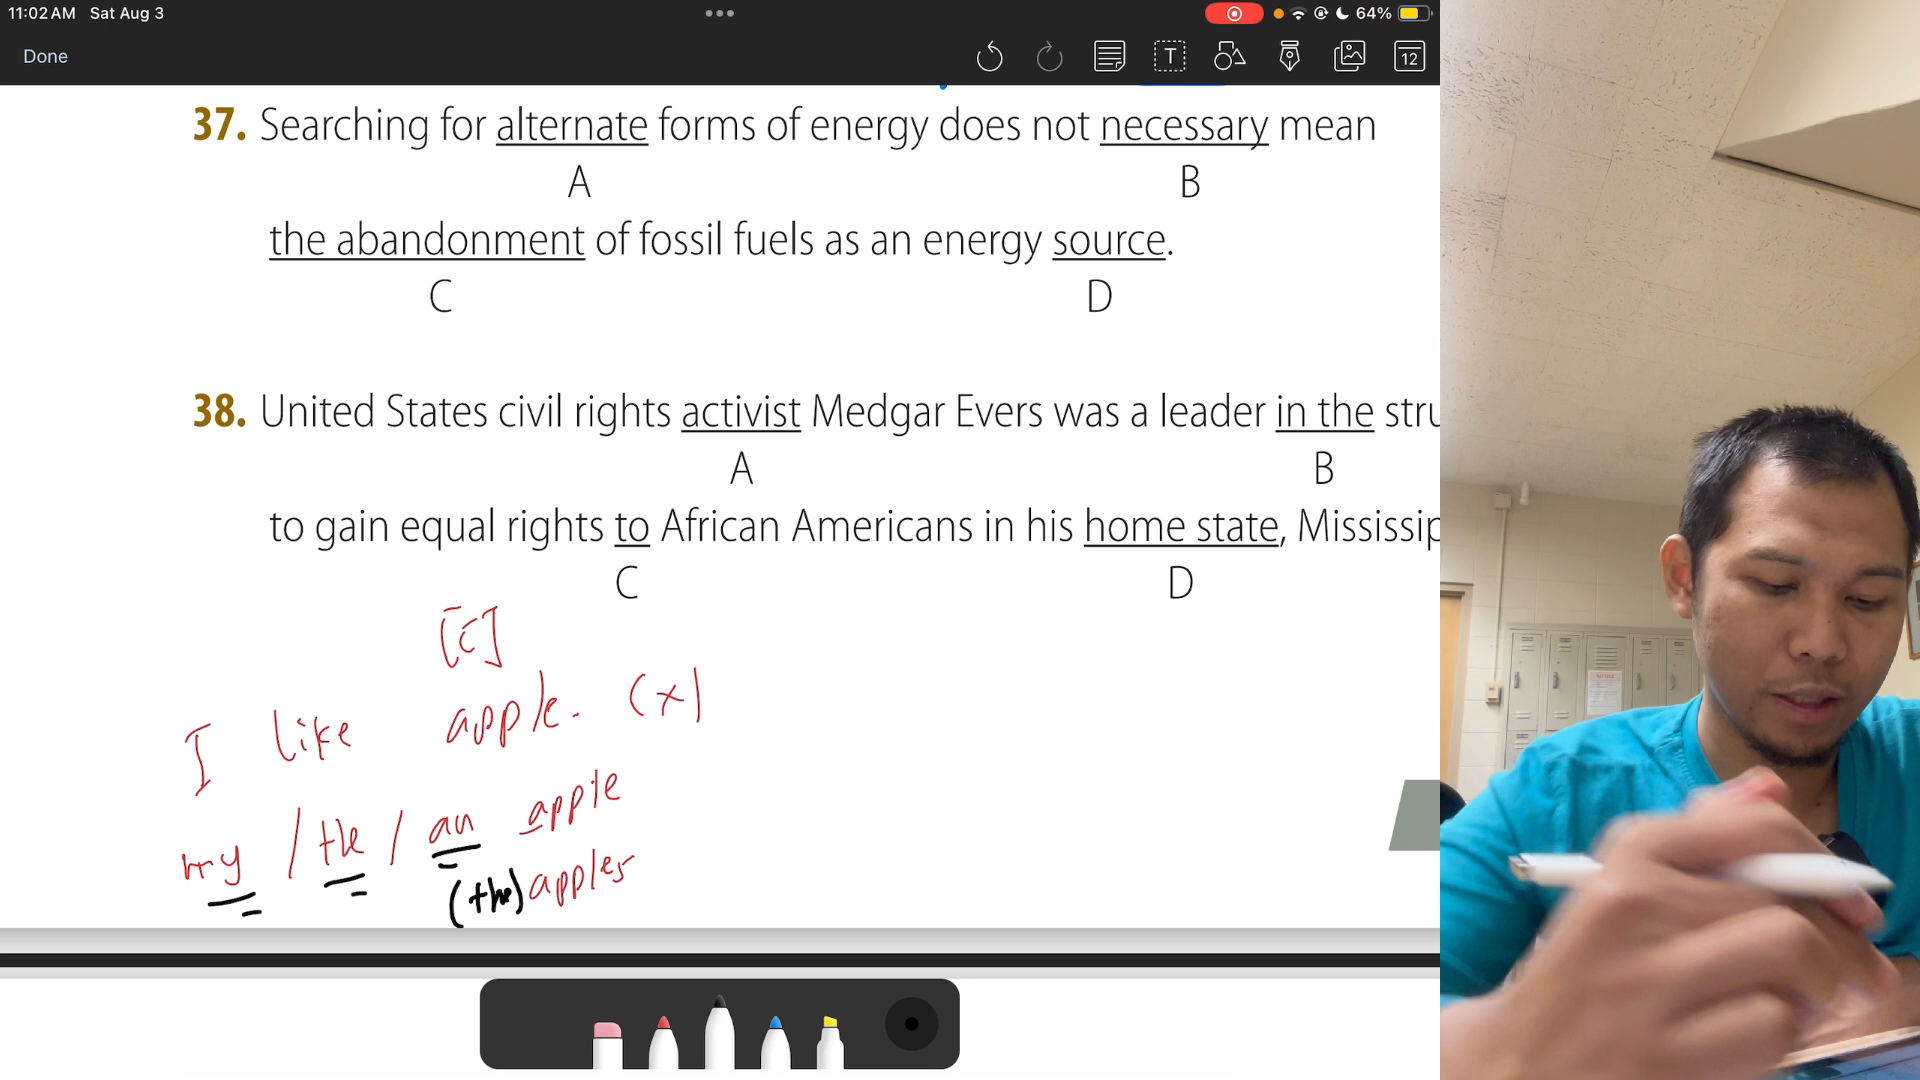 11:02 AM Sat Aug 3
64%
Done
T
12
37. Searching for alternate forms of energy does not necessary mean
A B
the abandonment of fossil fuels as an energy source.
C D
38. United States civil rights activist Medgar Evers was a leader in the stru
A B
to gain equal rights to African Americans in his home state, Mississip
C D
[C]
I like apple. (x)
my / the / an apple
(the) apples